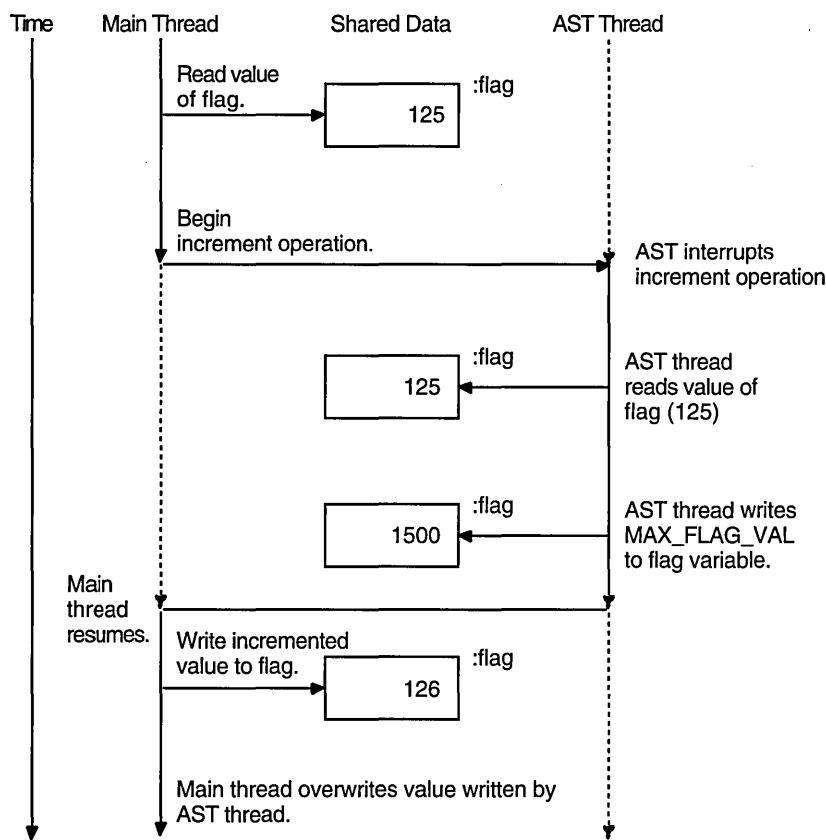 Time
Main Thread
Shared Data
AST Thread
Read value
of flag.
:flag
125
Begin
increment operation.
AST interrupts
increment operation
:flag
125
AST thread
reads value of
flag (125)
:flag
1500
AST thread writes
MAX_FLAG_VAL
to flag variable.
Main
thread
resumes.
Write incremented
value to flag.
:flag
126
Main thread overwrites value written by
AST thread.